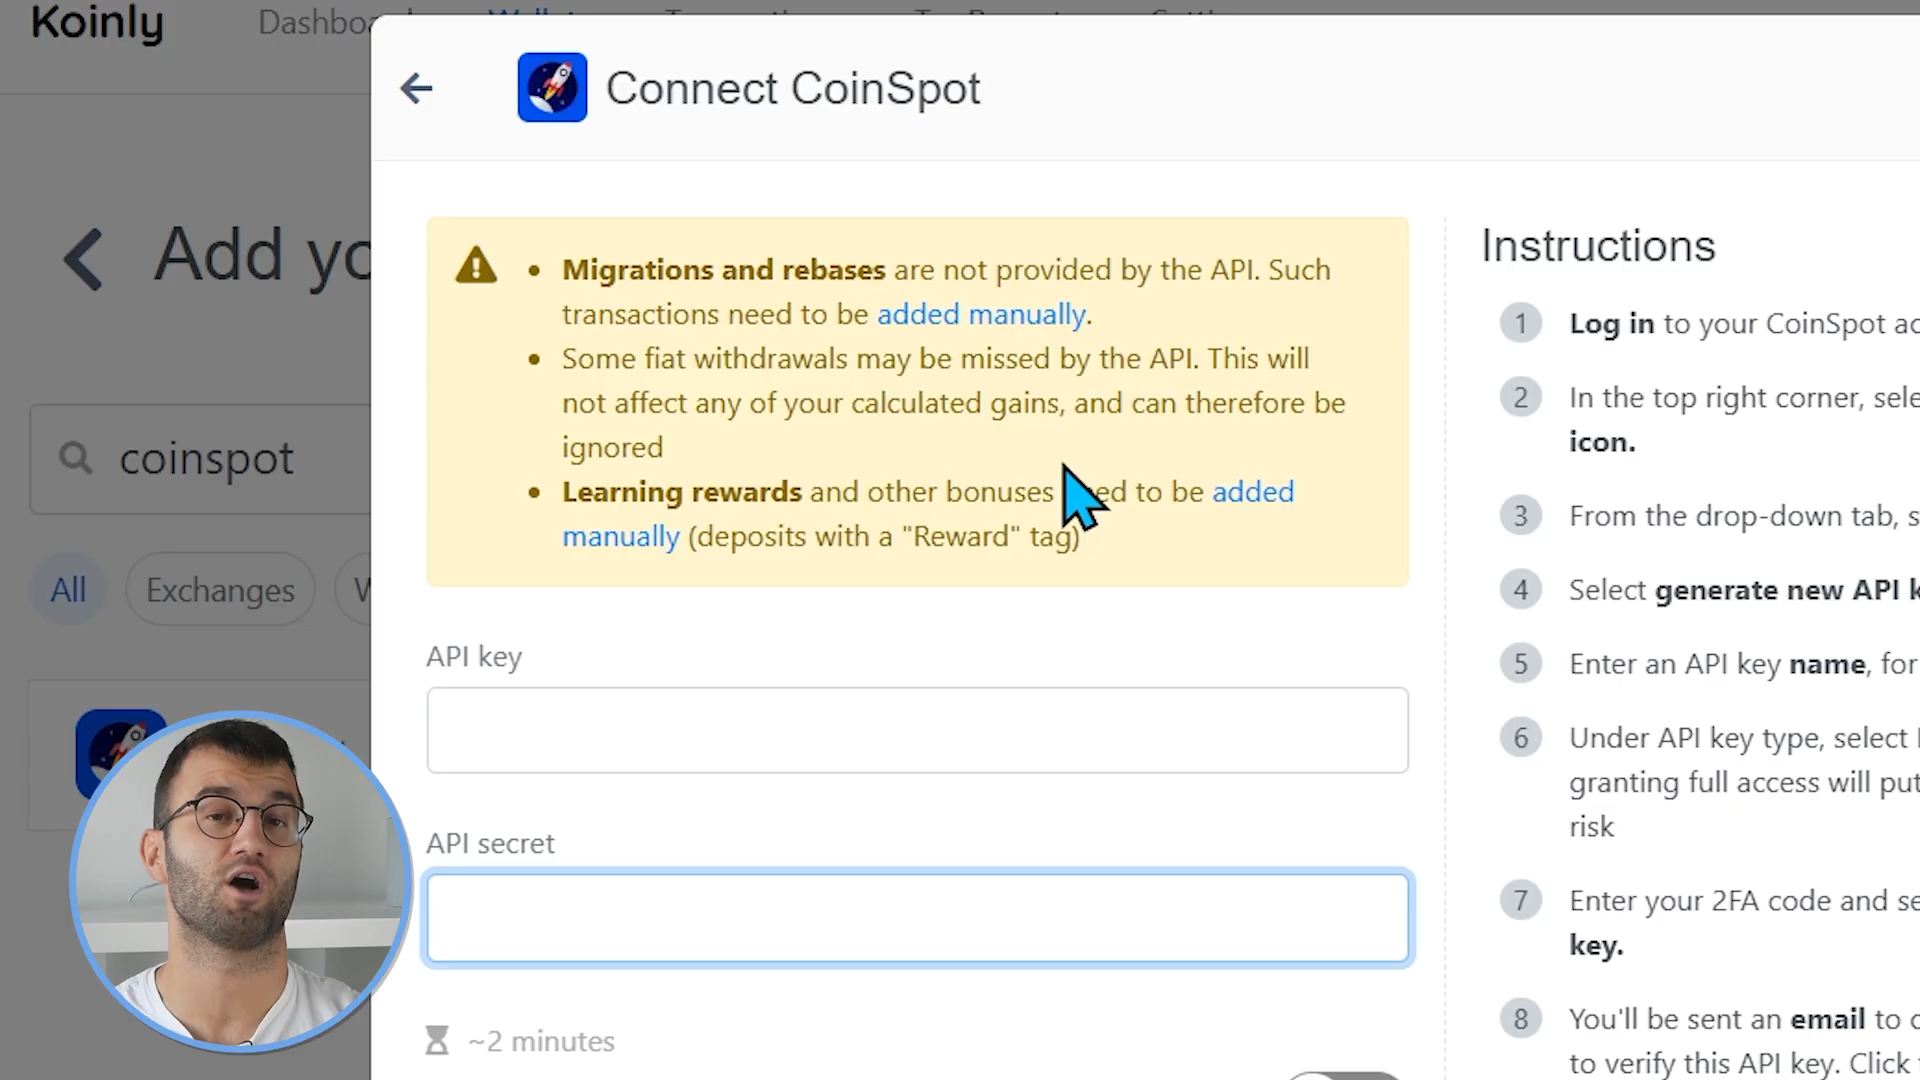 Koinly
Connect CoinSpot
Add
coinspot
All
Exchanges
Migrations and rebases are not provided by the API. Such
transactions need to be added manually.
Some fiat withdrawals may be missed by the API. This will
not affect any of your calculated gains, and can therefore be
ignored
Learning rewards and other bonuses to be added
manually (deposits with a "Reward" tag)
API key
API secret
~2 minutes
Instructions
1 Log in to your CoinSpot
2 In the top right corner,
icon.
3 From the drop-down tab,
4 Select generate new API
5 Enter an API key name, for
6 Under API key type, select
granting full access will put
risk
7 Enter your 2FA code and
key.
8 You'll be sent an email to
to verify this API key. Click